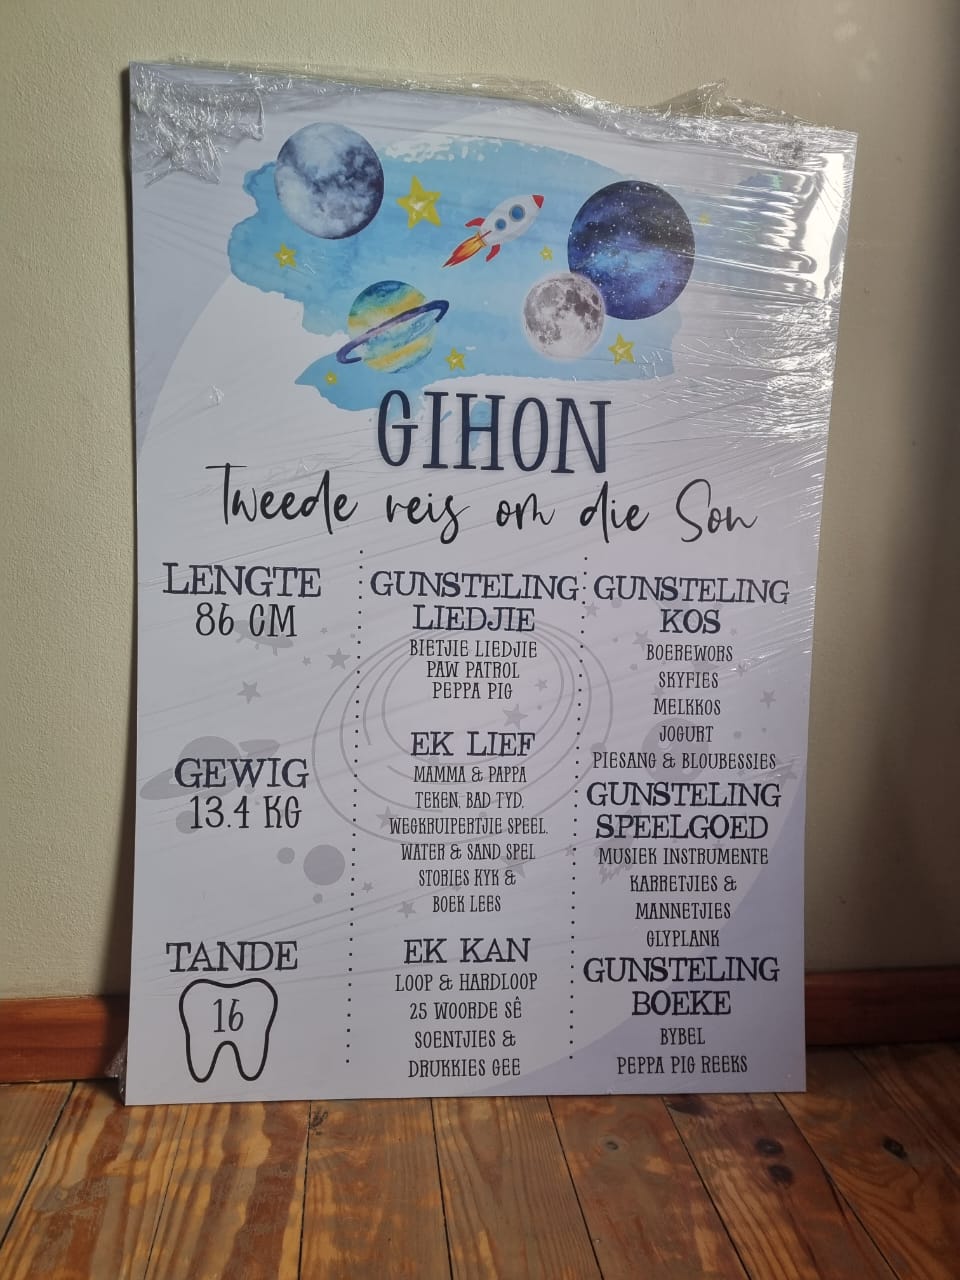 GIHON
Tweede reis om die Son
LENGTE
86 CM
GEWIG
13.4 KG
TANDE
16
GUNSTELING
LIEDJIE
BIETJIE LIEDJIE
PAW PATROL
PEPPA PIG
EK LIEF
MAMMA & PAPPA
TEKEN, BAD TYD,
WEGKRUIPERTJIE SPEEL,
WATER & SAND SPEL
STORIES KYK &
BOEK LEES
EK KAN
LOOP & HARDLOOP
25 WOORDE SÊ
SOENTJIES &
DRUKKIES GEE
GUNSTELING
KOS
BOEREWORS
SKYFIES
MELKKOS
JOGURT
PIESANG & BLOUBESSIES
GUNSTELING
SPEELGOED
MUSIEK INSTRUMENTE
KARRETJIES &
MANNETJIES
GLYPLANK
GUNSTELING
BOEKE
BYBEL
PEPPA PIG REEKS